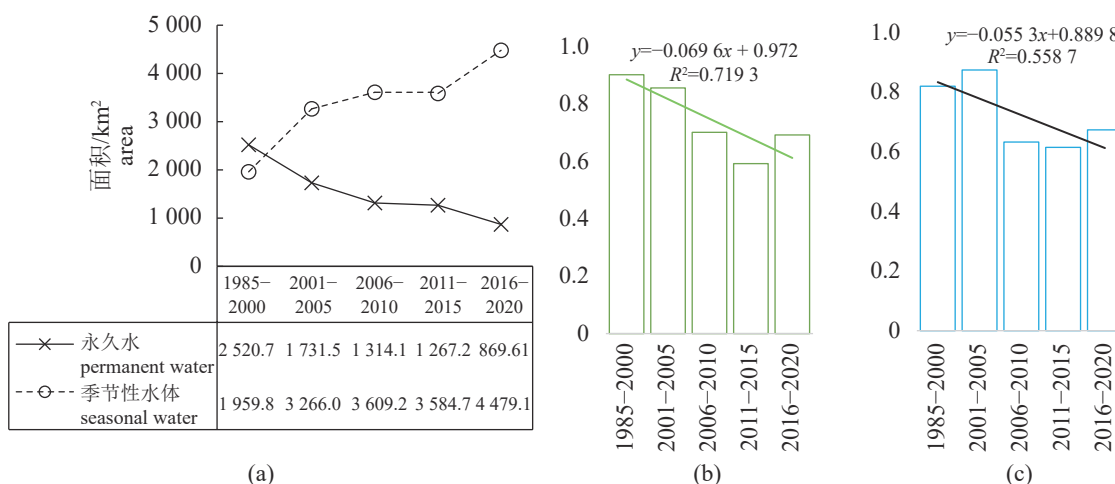 5 000
4 000
3 000
2 000
1 000
0
面积/km²
area
1985−
2000
2001−
2005
2006−
2010
2011−
2015
2016−
2020
永久水
permanent water
2 520.7 1 731.5 1 314.1 1 267.2 869.61
季节性水体
seasonal water
1 959.8 3 266.0 3 609.2 3 584.7 4 479.1
(a)
y=−0.069 6x + 0.972
R²=0.719 3
1.0
0.8
0.6
0.4
0.2
0
1985−2000
2001−2005
2006−2010
2011−2015
2016−2020
(b)
y=−0.055 3x+0.889 8
R²=0.558 7
1.0
0.8
0.6
0.4
0.2
0
1985−2000
2001−2005
2006−2010
2011−2015
2016−2020
(c)